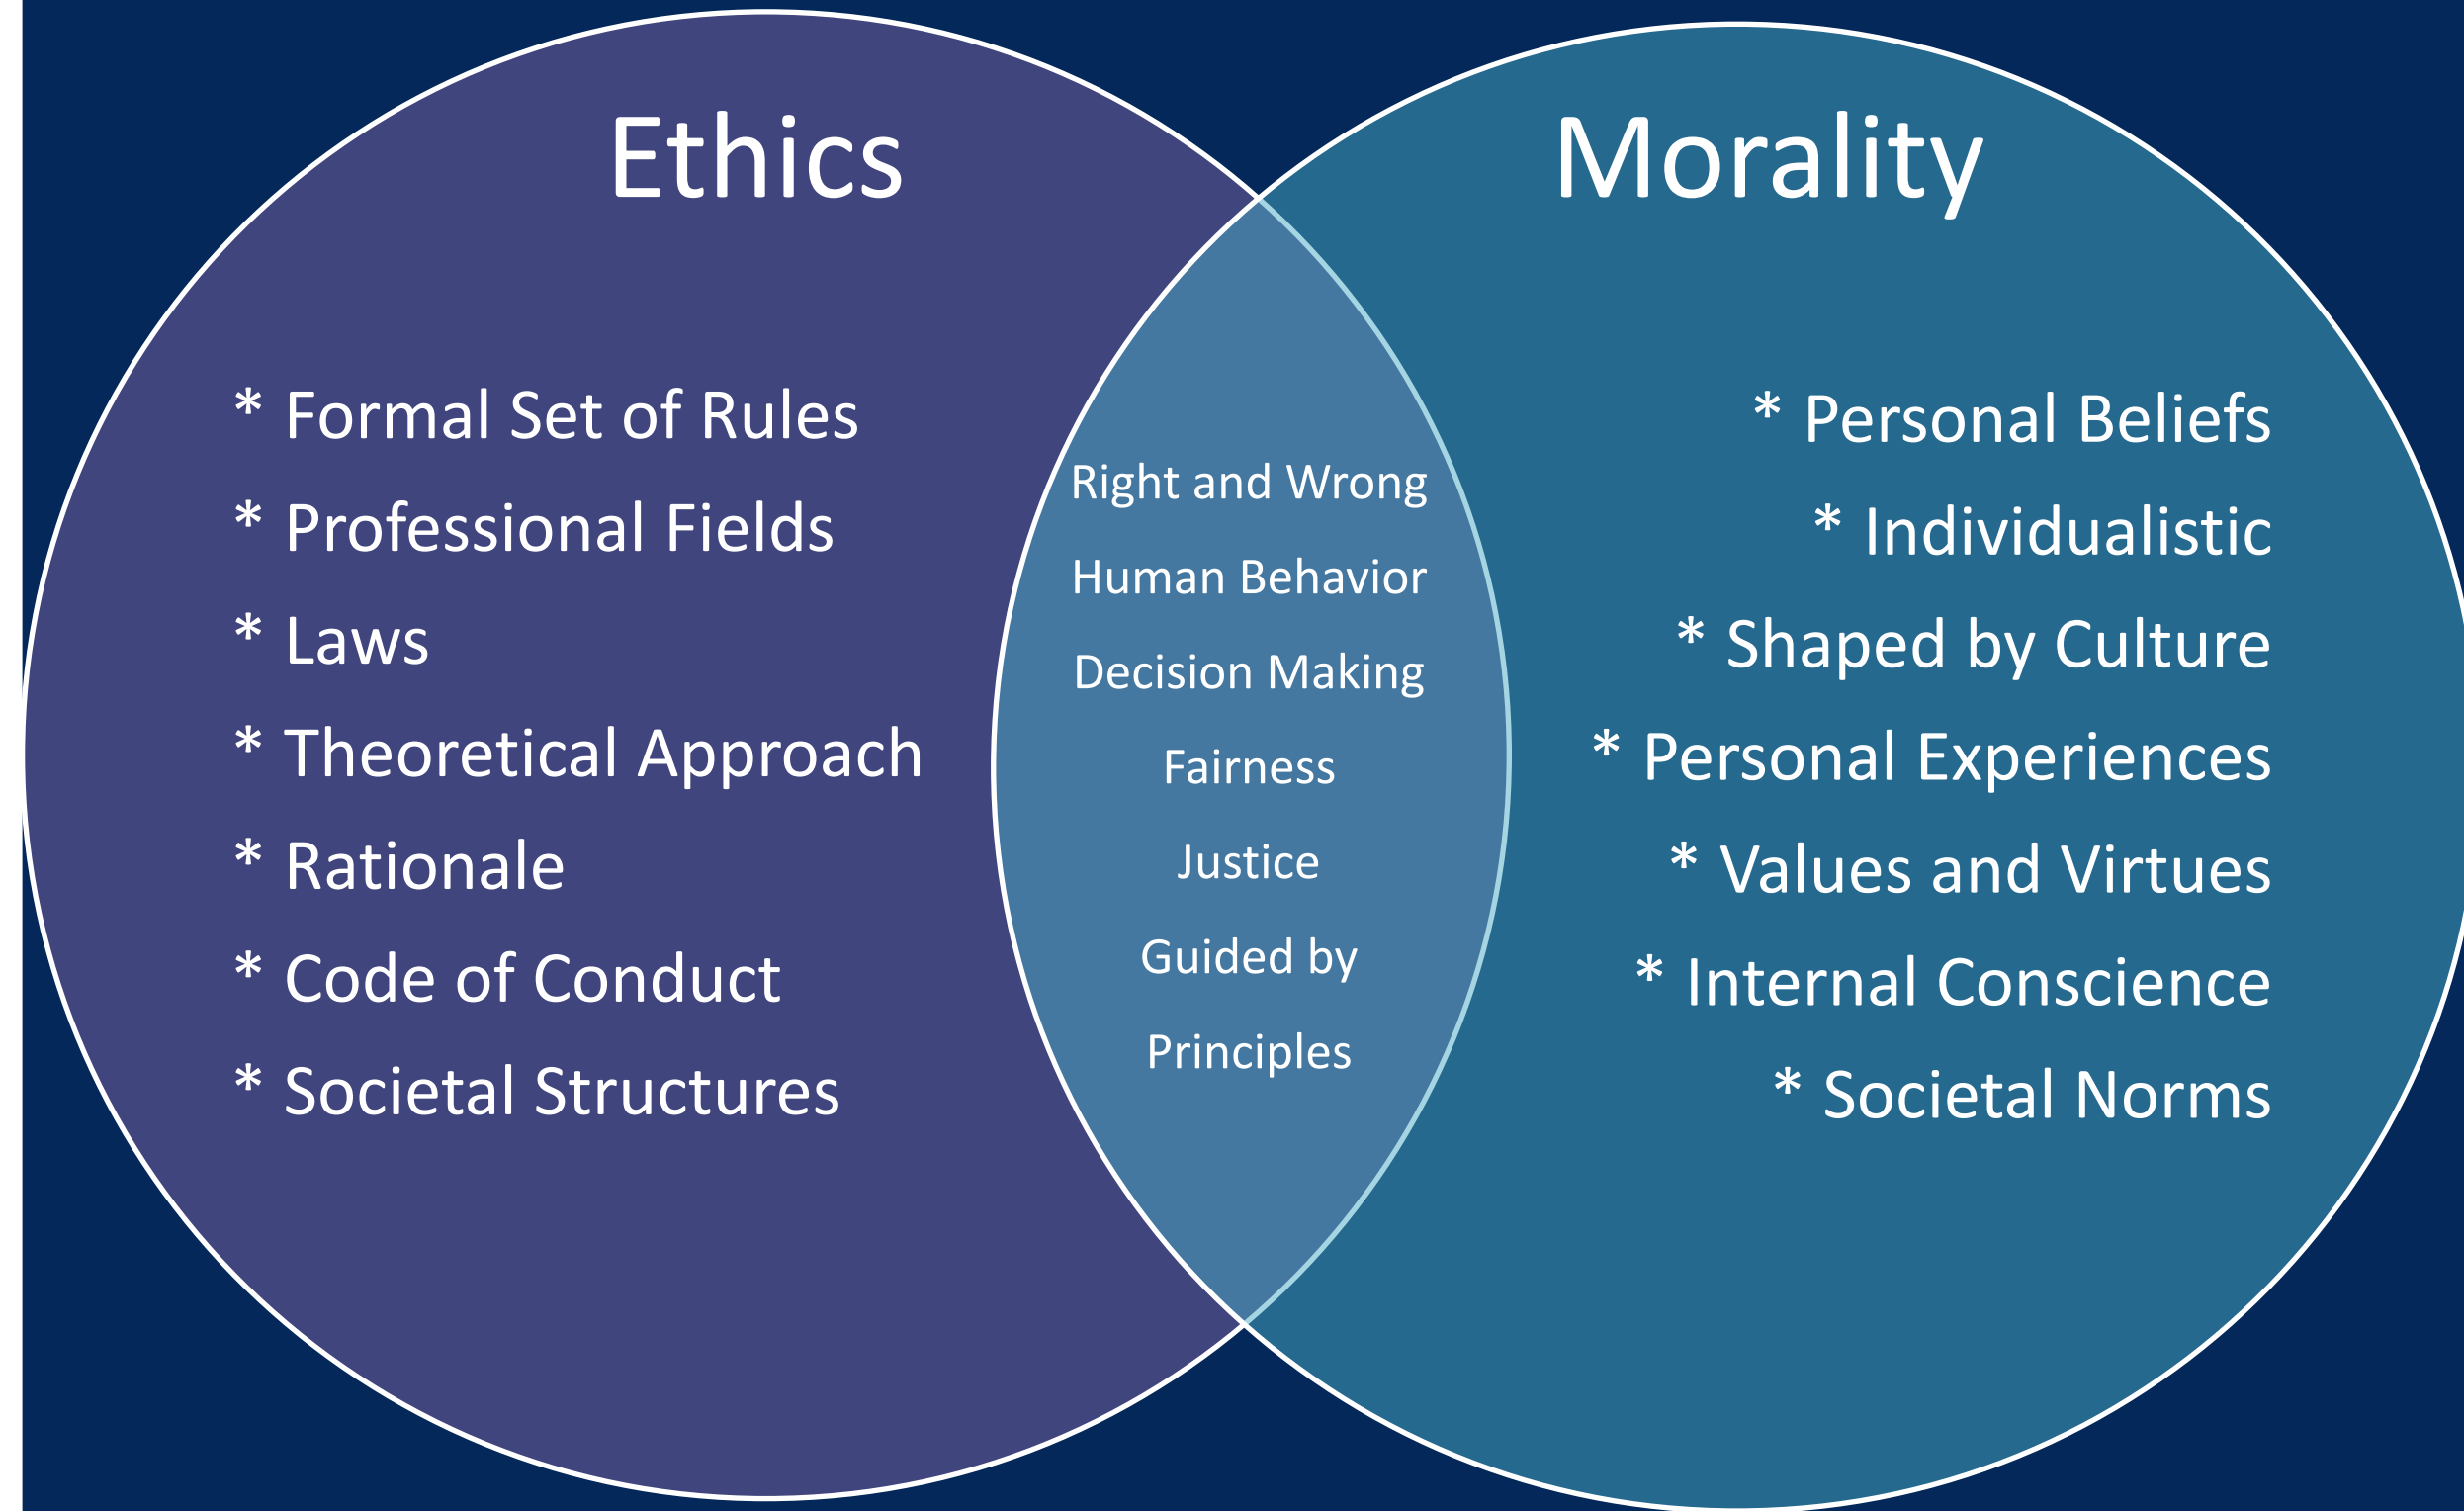 Ethics
* Formal Set of Rules
* Professional Fields
* Laws
* Theoretical Approach
* Rationale
* Code of Conduct
* Societal Structures
Right and Wrong
Human Behavior
Decision Making
Fairness
Justice
Guided by
Principles
Morality
* Personal Beliefs
* Individualistic
* Shaped by Culture
* Personal Experiences
* Values and Virtues
* Internal Conscience
* Societal Norms